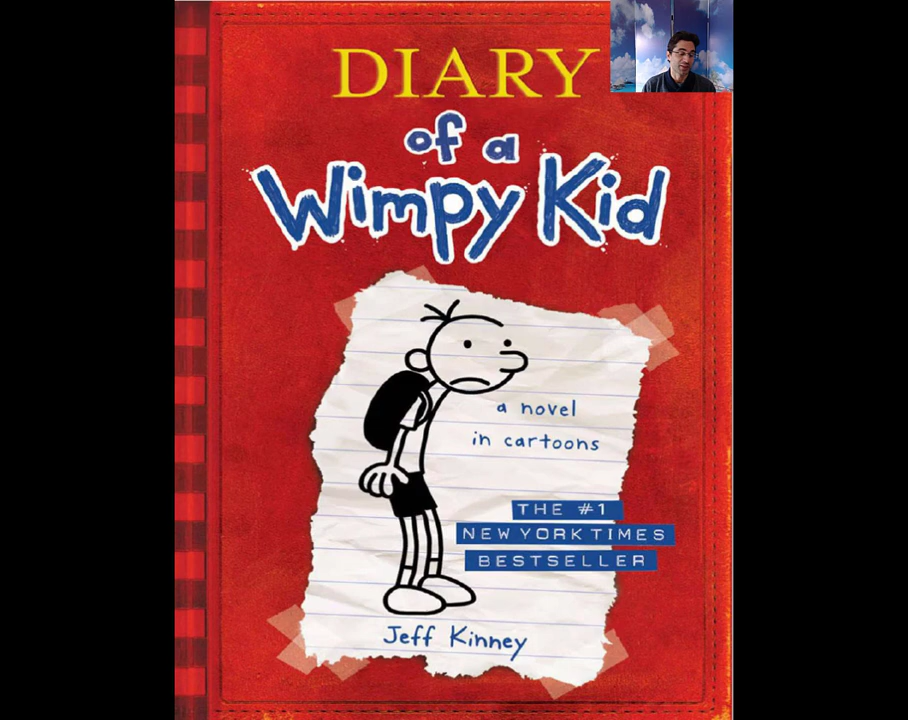 DIARY
of a
Wimpy Kid
a novel
in cartoons
THE #1
NEW YORK TIMES
BESTSELLER
Jeff Kinney